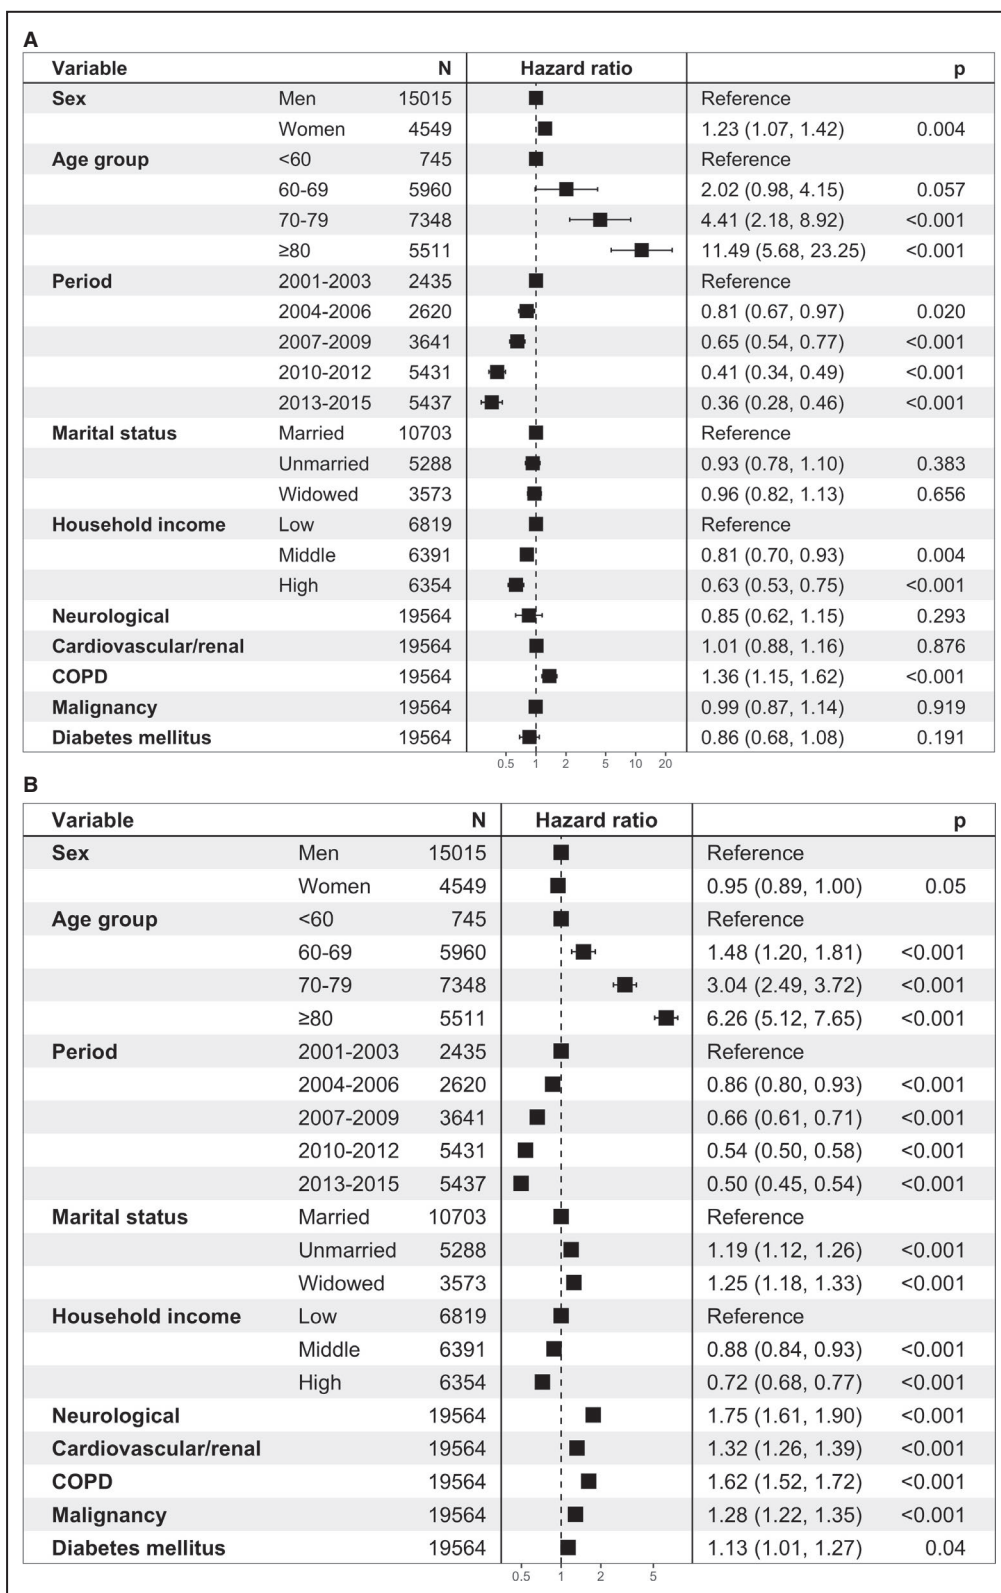 A
Variable N Hazard ratio p
Sex Men 15015 Reference
Women 4549 1.23 (1.07, 1.42) 0.004
Age group <60 745 Reference
60-69 5960 2.02 (0.98, 4.15) 0.057
70-79 7348 4.41 (2.18, 8.92) <0.001
≥80 5511 11.49 (5.68, 23.25) <0.001
Period 2001-2003 2435 Reference
2004-2006 2620 0.81 (0.67, 0.97) 0.020
2007-2009 3641 0.65 (0.54, 0.77) <0.001
2010-2012 5431 0.41 (0.34, 0.49) <0.001
2013-2015 5437 0.36 (0.28, 0.46) <0.001
Marital status Married 10703 Reference
Unmarried 5288 0.93 (0.78, 1.10) 0.383
Widowed 3573 0.96 (0.82, 1.13) 0.656
Household income Low 6819 Reference
Middle 6391 0.81 (0.70, 0.93) 0.004
High 6354 0.63 (0.53, 0.75) <0.001
Neurological 19564 0.85 (0.62, 1.15) 0.293
Cardiovascular/renal 19564 1.01 (0.88, 1.16) 0.876
COPD 19564 1.36 (1.15, 1.62) <0.001
Malignancy 19564 0.99 (0.87, 1.14) 0.919
Diabetes mellitus 19564 0.86 (0.68, 1.08) 0.191
0.5 1 2 5 10 20
B
Variable N Hazard ratio p
Sex Men 15015 Reference
Women 4549 0.95 (0.89, 1.00) 0.05
Age group <60 745 Reference
60-69 5960 1.48 (1.20, 1.81) <0.001
70-79 7348 3.04 (2.49, 3.72) <0.001
≥80 5511 6.26 (5.12, 7.65) <0.001
Period 2001-2003 2435 Reference
2004-2006 2620 0.86 (0.80, 0.93) <0.001
2007-2009 3641 0.66 (0.61, 0.71) <0.001
2010-2012 5431 0.54 (0.50, 0.58) <0.001
2013-2015 5437 0.50 (0.45, 0.54) <0.001
Marital status Married 10703 Reference
Unmarried 5288 1.19 (1.12, 1.26) <0.001
Widowed 3573 1.25 (1.18, 1.33) <0.001
Household income Low 6819 Reference
Middle 6391 0.88 (0.84, 0.93) <0.001
High 6354 0.72 (0.68, 0.77) <0.001
Neurological 19564 1.75 (1.61, 1.90) <0.001
Cardiovascular/renal 19564 1.32 (1.26, 1.39) <0.001
COPD 19564 1.62 (1.52, 1.72) <0.001
Malignancy 19564 1.28 (1.22, 1.35) <0.001
Diabetes mellitus 19564 1.13 (1.01, 1.27) 0.04
0.5 1 2 5